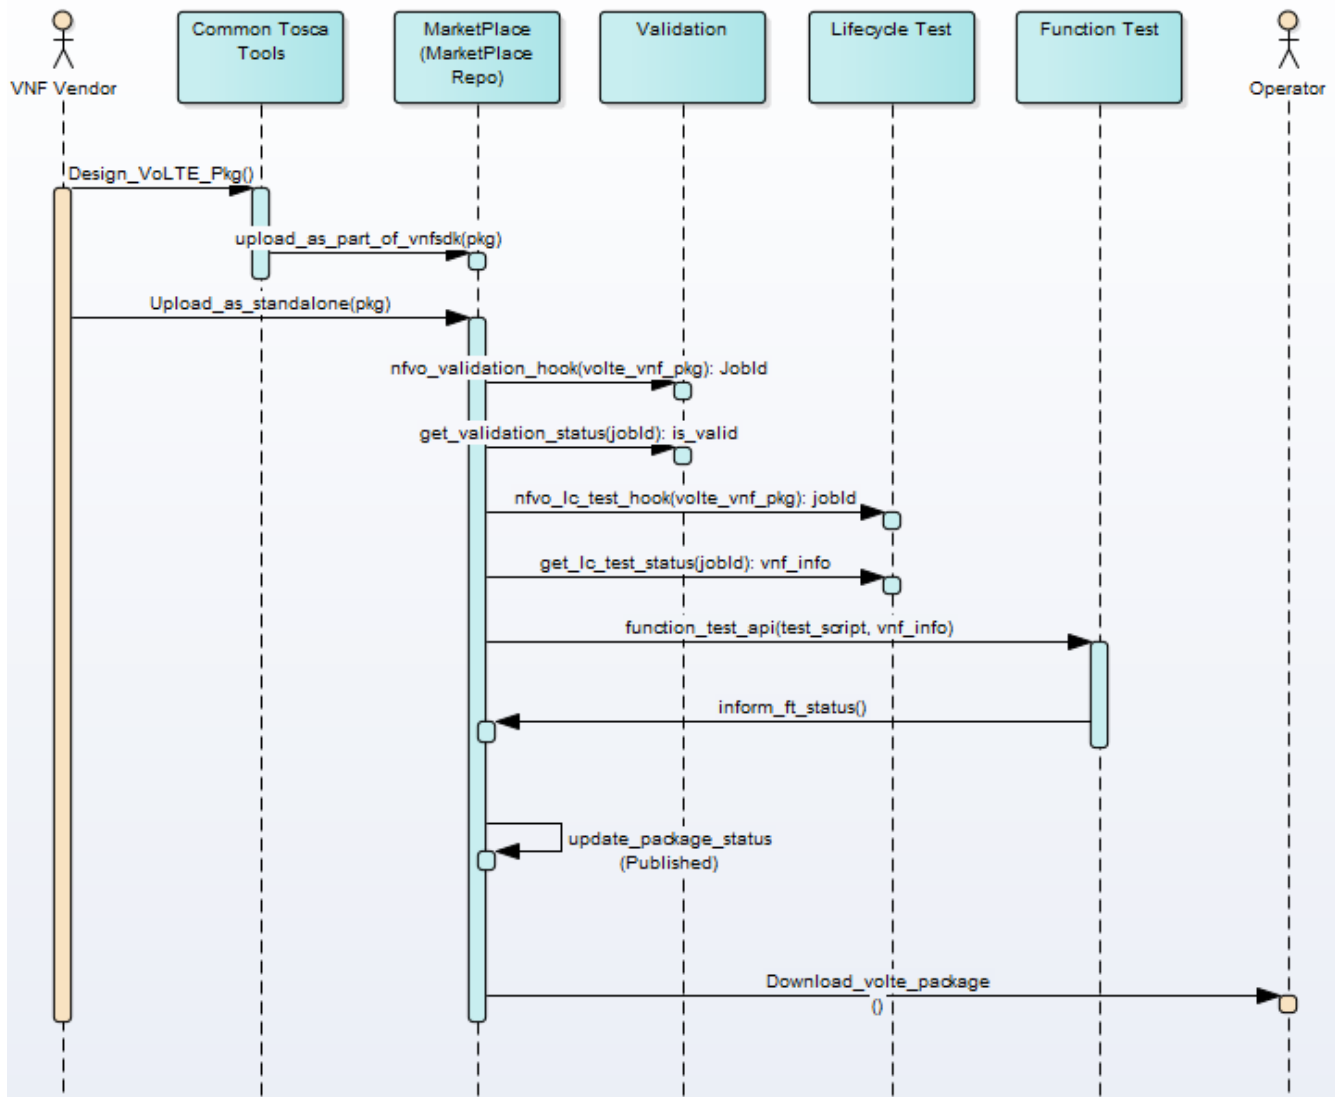 VNF Vendor
Common Tosca
Tools
MarketPlace
(MarketPlace
Repo)
Validation
Lifecycle Test
Function Test
Operator
Design_VoLTE_Pkg()
upload_as_part_of_vnfsdk(pkg)
Upload_as_standalone(pkg)
nfvo_validation_hook(volte_vnf_pkg): JobId
get_validation_status(jobId): is_valid
nfvo_lc_test_hook(volte_vnf_pkg): jobId
get_lc_test_status(jobId): vnf_info
function_test_api(test_script, vnf_info)
inform_ft_status()
update_package_status
(Published)
Download_volte_package
()